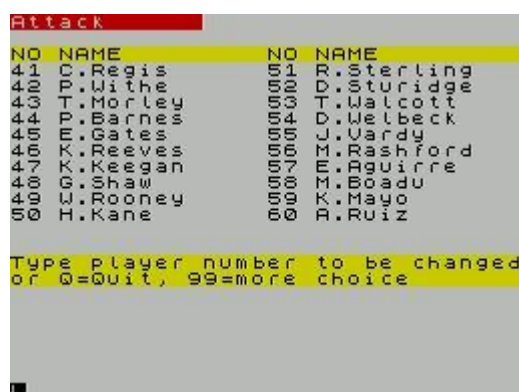 Attack
NO NAME NO NAME
41 C.Regis 51 R.Sterling
42 P.Withe 52 D.Sturidge
43 T.Morley 53 T.Walcott
44 P.Barnes 54 D.Welbeck
45 E.Gates 55 J.Vardy
46 K.Reeves 56 M.Rashford
47 K.Keegan 57 E.Aguirre
48 G.Shaw 58 M.Boadu
49 W.Rooney 59 K.Mayo
50 H.Kane 60 A.Ruiz
Type player number to be changed
or Q=Quit, 99=more choice